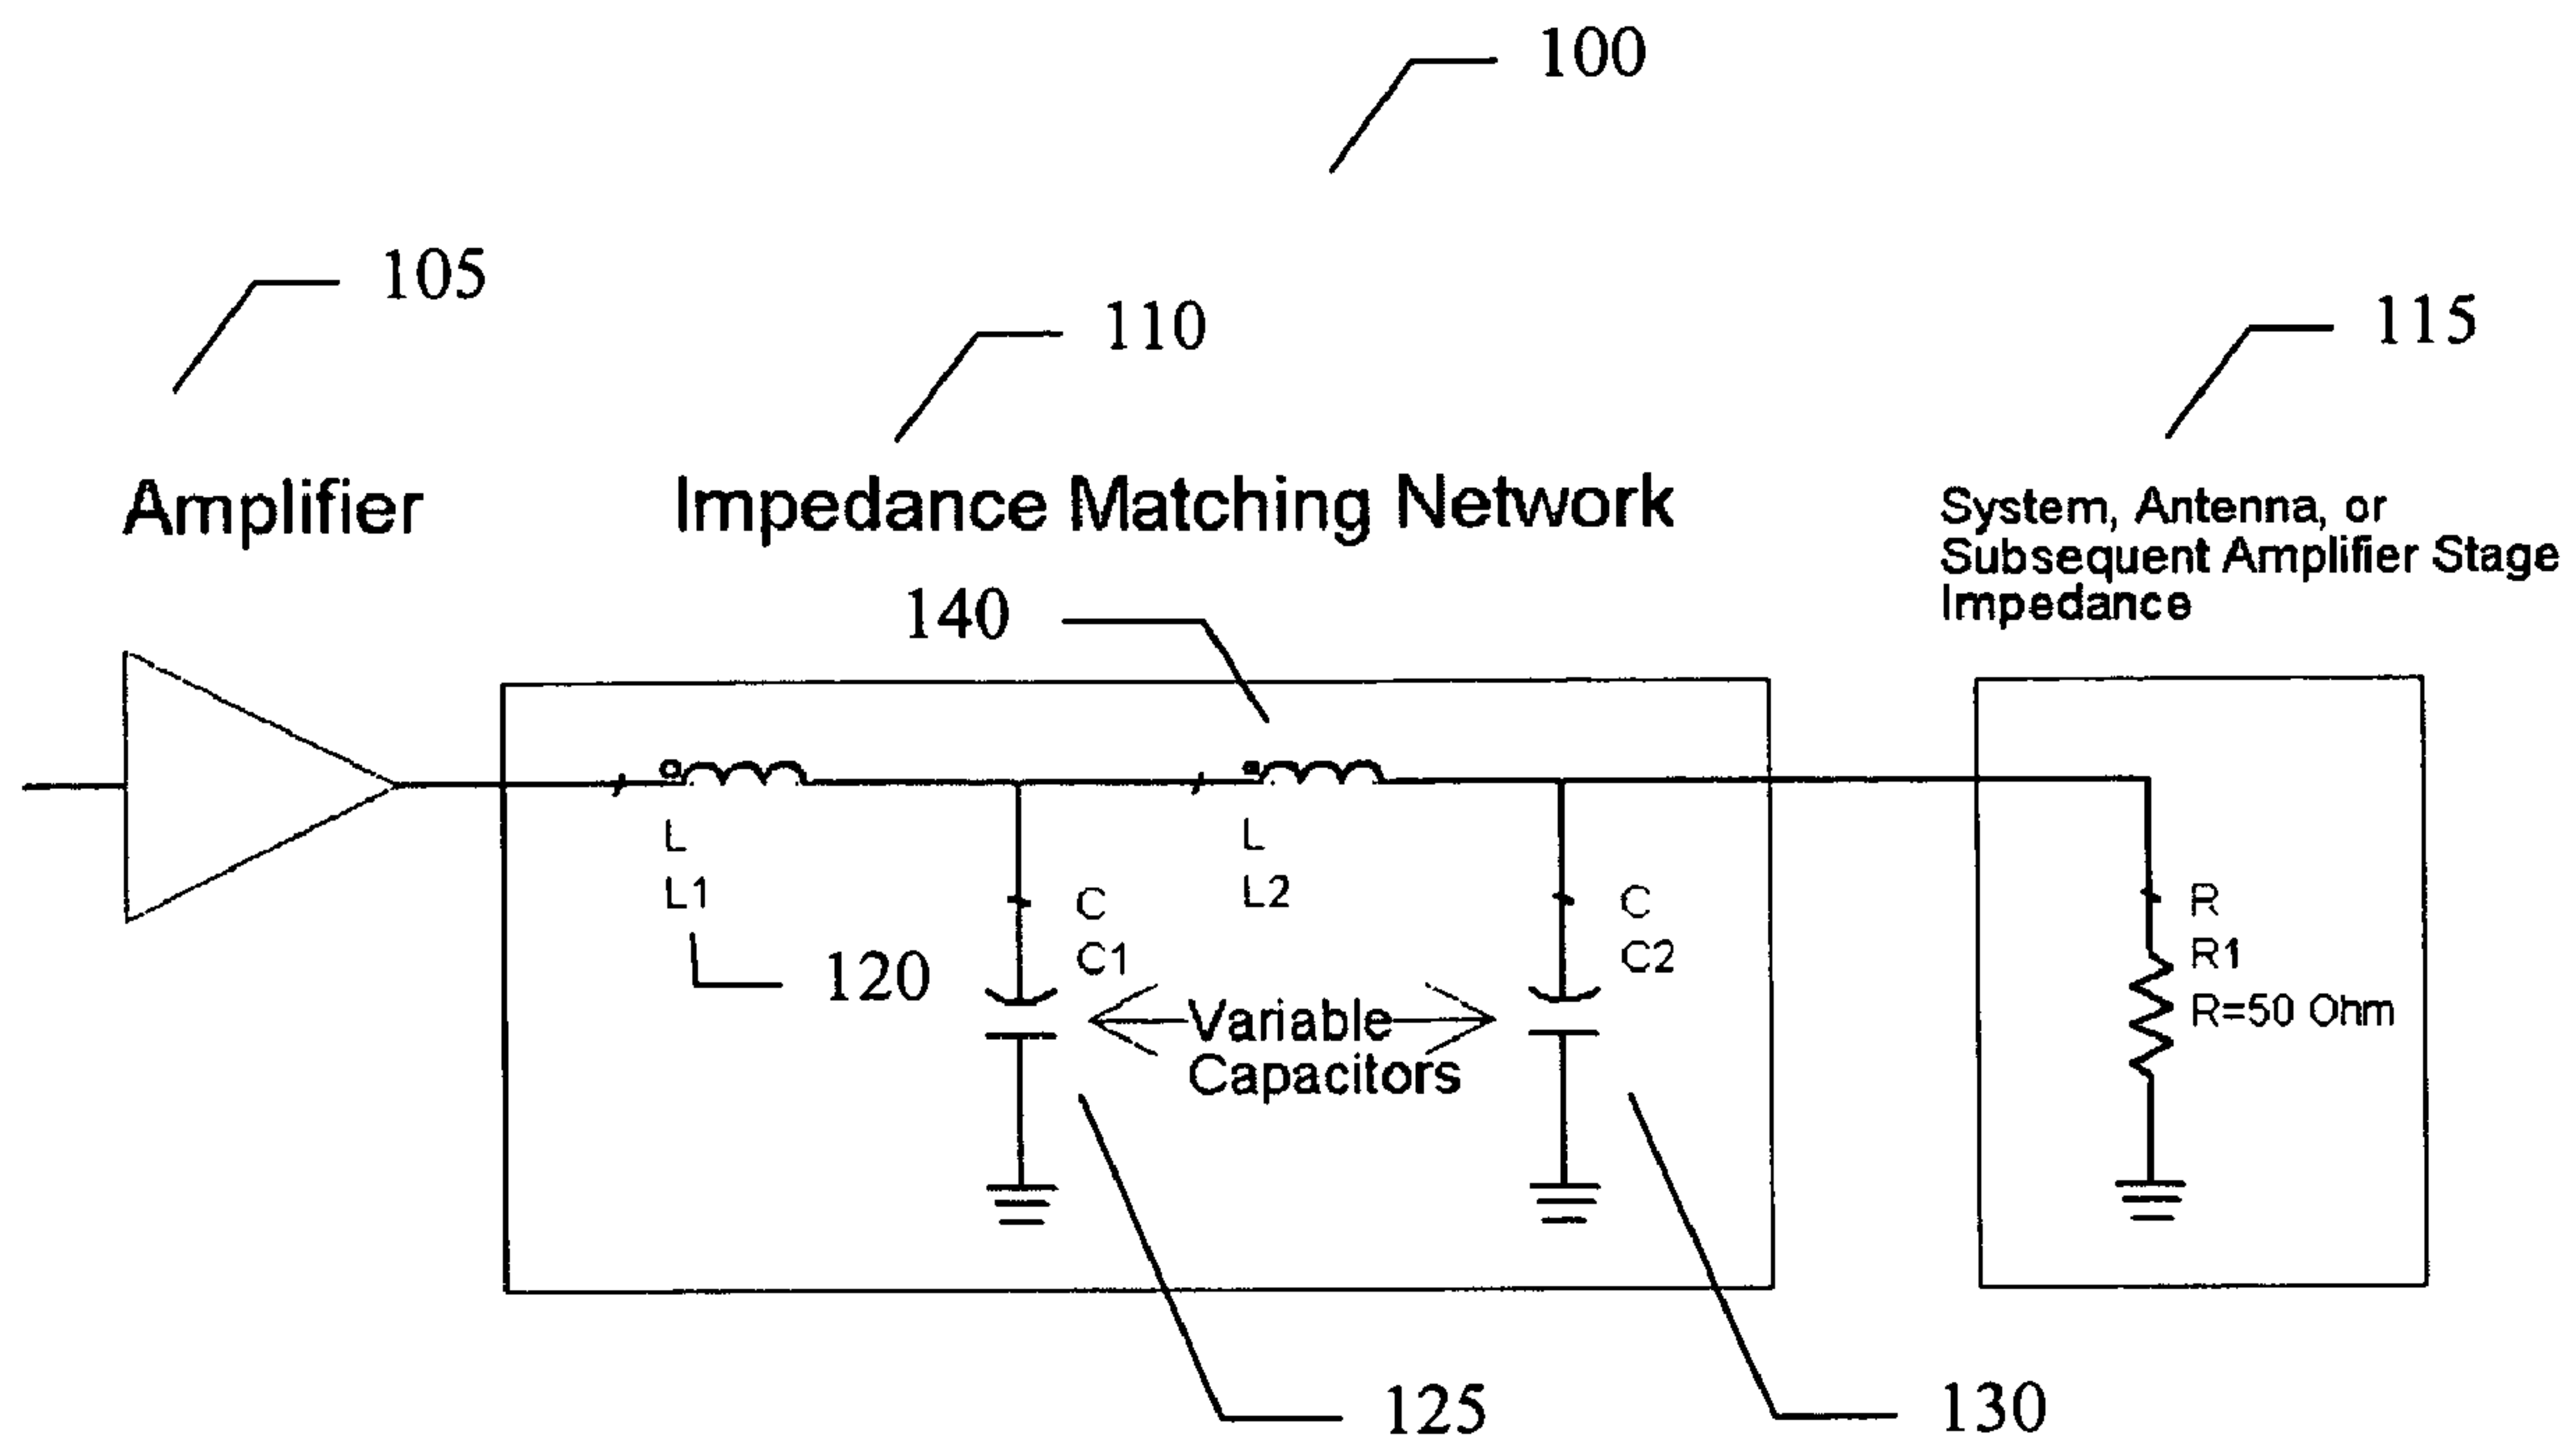 100
105
110
115
Amplifier
Impedance Matching Network
System, Antenna, or
Subsequent Amplifier Stage
Impedance
140
L
L1
120
C
C1
L
L2
C
C2
Variable
Capacitors
R
R1
R=50 Ohm
125
130